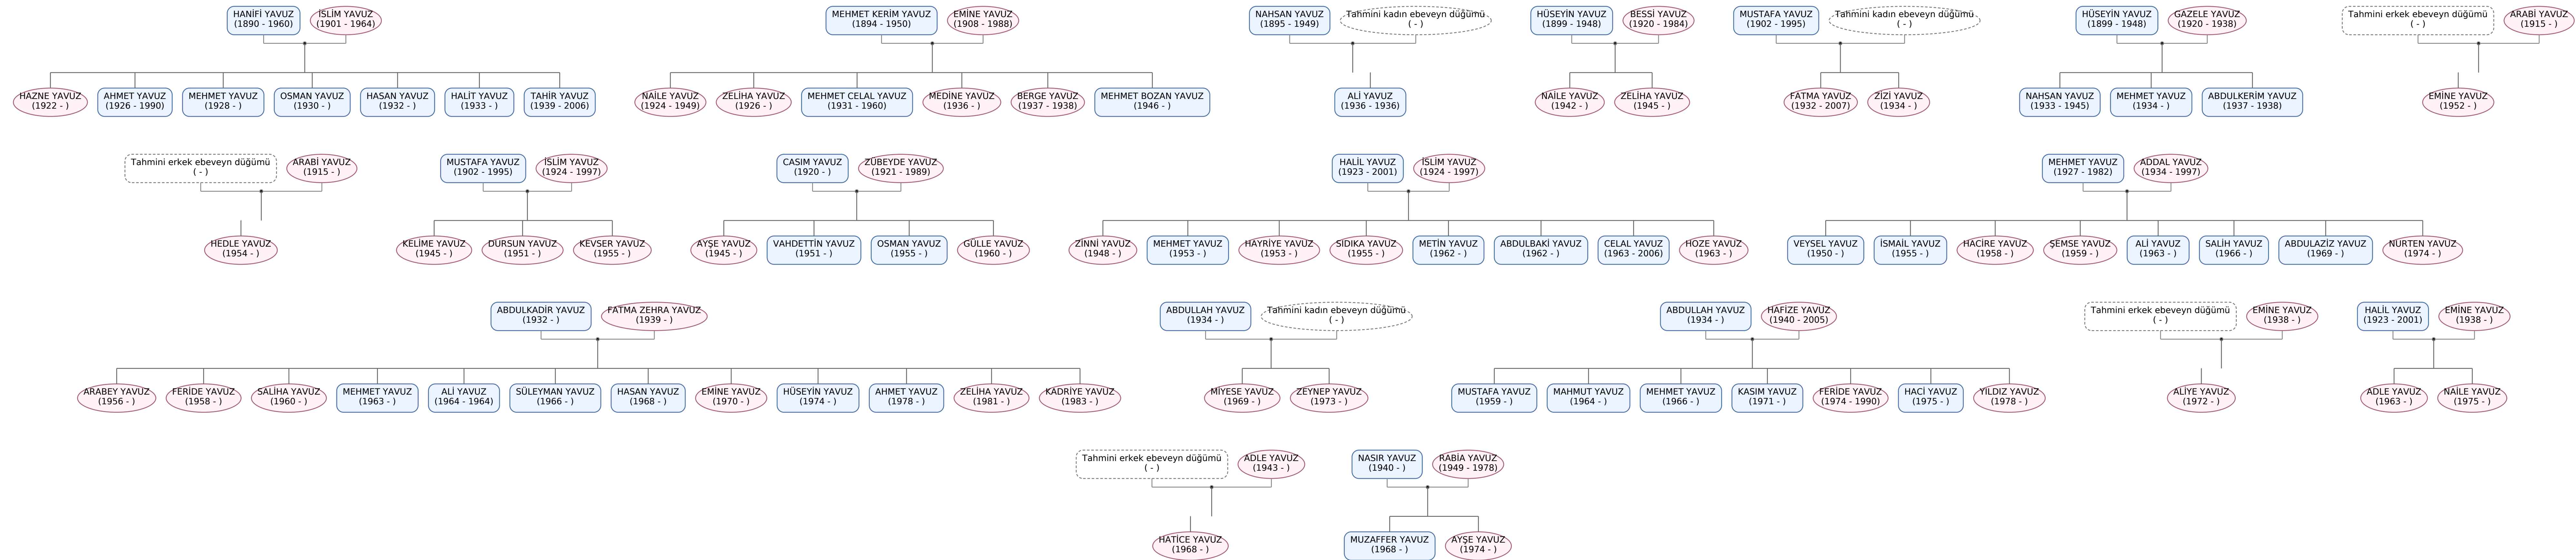 HANİFİ YAVUZ
(1890 - 1960)
İSLİM YAVUZ
(1901 - 1964)
MEHMET KERİM YAVUZ
(1894 - 1950)
EMİNE YAVUZ
(1908 - 1988)
NAHSAN YAVUZ
(1895 - 1949)
Tahmini kadın ebeveyn düğümü
( - )
HÜSEYİN YAVUZ
(1899 - 1948)
BESSİ YAVUZ
(1920 - 1984)
MUSTAFA YAVUZ
(1902 - 1995)
Tahmini kadın ebeveyn düğümü
( - )
HÜSEYİN YAVUZ
(1899 - 1948)
GAZELE YAVUZ
(1920 - 1938)
Tahmini erkek ebeveyn düğümü
( - )
ARABİ YAVUZ
(1915 - )
HAZNE YAVUZ
(1922 - )
AHMET YAVUZ
(1926 - 1990)
MEHMET YAVUZ
(1928 - )
OSMAN YAVUZ
(1930 - )
HASAN YAVUZ
(1932 - )
HALİT YAVUZ
(1933 - )
TAHİR YAVUZ
(1939 - 2006)
NAİLE YAVUZ
(1924 - 1949)
ZELİHA YAVUZ
(1926 - )
MEHMET CELAL YAVUZ
(1931 - 1960)
MEDİNE YAVUZ
(1936 - )
BERGE YAVUZ
(1937 - 1938)
MEHMET BOZAN YAVUZ
(1946 - )
ALİ YAVUZ
(1936 - 1936)
NAİLE YAVUZ
(1942 - )
ZELİHA YAVUZ
(1945 - )
FATMA YAVUZ
(1932 - 2007)
ZİZİ YAVUZ
(1934 - )
NAHSAN YAVUZ
(1933 - 1945)
MEHMET YAVUZ
(1934 - )
ABDULKERİM YAVUZ
(1937 - 1938)
EMİNE YAVUZ
(1952 - )
Tahmini erkek ebeveyn düğümü
( - )
ARABİ YAVUZ
(1915 - )
MUSTAFA YAVUZ
(1902 - 1995)
İSLİM YAVUZ
(1924 - 1997)
CASIM YAVUZ
(1920 - )
ZÜBEYDE YAVUZ
(1921 - 1989)
HALİL YAVUZ
(1923 - 2001)
İSLİM YAVUZ
(1924 - 1997)
MEHMET YAVUZ
(1927 - 1982)
ADDAL YAVUZ
(1934 - 1997)
HEDLE YAVUZ
(1954 - )
KELİME YAVUZ
(1945 - )
DURSUN YAVUZ
(1951 - )
KEVSER YAVUZ
(1955 - )
AYŞE YAVUZ
(1945 - )
VAHDETTİN YAVUZ
(1951 - )
OSMAN YAVUZ
(1955 - )
GÜLLE YAVUZ
(1960 - )
ZİNNİ YAVUZ
(1948 - )
MEHMET YAVUZ
(1953 - )
HAYRİYE YAVUZ
(1953 - )
SIDIKA YAVUZ
(1955 - )
METİN YAVUZ
(1962 - )
ABDULBAKİ YAVUZ
(1962 - )
CELAL YAVUZ
(1963 - 2006)
HOZE YAVUZ
(1963 - )
VEYSEL YAVUZ
(1950 - )
İSMAİL YAVUZ
(1955 - )
HACİRE YAVUZ
(1958 - )
ŞEMSE YAVUZ
(1959 - )
ALİ YAVUZ
(1963 - )
SALİH YAVUZ
(1966 - )
ABDULAZİZ YAVUZ
(1969 - )
NURTEN YAVUZ
(1974 - )
ABDULKADİR YAVUZ
(1932 - )
FATMA ZEHRA YAVUZ
(1939 - )
ABDULLAH YAVUZ
(1934 - )
Tahmini kadın ebeveyn düğümü
( - )
ABDULLAH YAVUZ
(1934 - )
HAFİZE YAVUZ
(1940 - 2005)
Tahmini erkek ebeveyn düğümü
( - )
EMİNE YAVUZ
(1938 - )
HALİL YAVUZ
(1923 - 2001)
EMİNE YAVUZ
(1938 - )
ARABEY YAVUZ
(1956 - )
FERİDE YAVUZ
(1958 - )
SALİHA YAVUZ
(1960 - )
MEHMET YAVUZ
(1963 - )
ALİ YAVUZ
(1964 - 1964)
SÜLEYMAN YAVUZ
(1966 - )
HASAN YAVUZ
(1968 - )
EMİNE YAVUZ
(1970 - )
HÜSEYİN YAVUZ
(1974 - )
AHMET YAVUZ
(1978 - )
ZELİHA YAVUZ
(1981 - )
KADRİYE YAVUZ
(1983 - )
MİYESE YAVUZ
(1969 - )
ZEYNEP YAVUZ
(1973 - )
MUSTAFA YAVUZ
(1959 - )
MAHMUT YAVUZ
(1964 - )
MEHMET YAVUZ
(1966 - )
KASIM YAVUZ
(1971 - )
FERİDE YAVUZ
(1974 - 1990)
HACİ YAVUZ
(1975 - )
YILDIZ YAVUZ
(1978 - )
ALİYE YAVUZ
(1972 - )
ADLE YAVUZ
(1963 - )
NAİLE YAVUZ
(1975 - )
Tahmini erkek ebeveyn düğümü
( - )
ADLE YAVUZ
(1943 - )
NASIR YAVUZ
(1940 - )
RABİA YAVUZ
(1949 - 1978)
HATİCE YAVUZ
(1968 - )
MUZAFFER YAVUZ
(1968 - )
AYŞE YAVUZ
(1974 - )